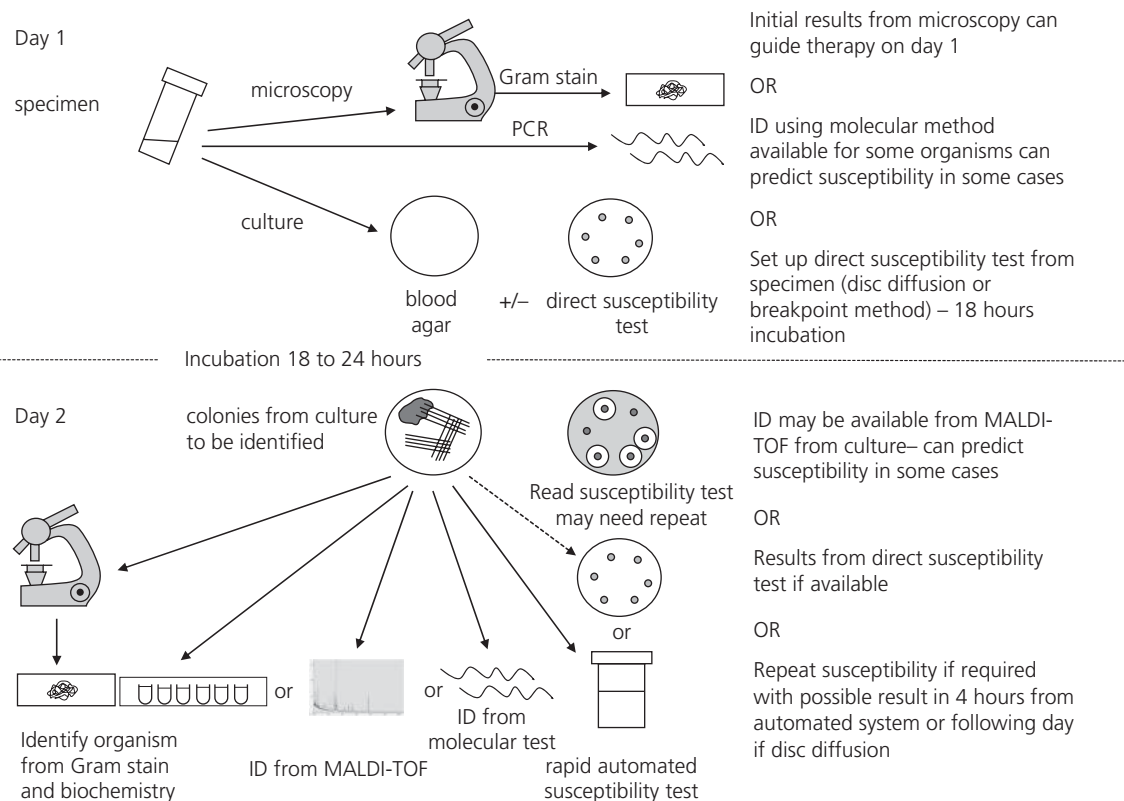 Day 1
specimen
microscopy
Gram stain
PCR
culture
blood
agar
+/–
direct susceptibility
test
Initial results from microscopy can
guide therapy on day 1
OR
ID using molecular method
available for some organisms can
predict susceptibility in some cases
OR
Set up direct susceptibility test from
specimen (disc diffusion or
breakpoint method) – 18 hours
incubation
Incubation 18 to 24 hours
Day 2
colonies from culture
to be identified
Read susceptibility test
may need repeat
or
or
or
Identify organism
from Gram stain
and biochemistry
ID from MALDI-TOF
ID from
molecular test
rapid automated
susceptibility test
ID may be available from MALDI-
TOF from culture– can predict
susceptibility in some cases
OR
Results from direct susceptibility
test if available
OR
Repeat susceptibility if required
with possible result in 4 hours from
automated system or following day
if disc diffusion